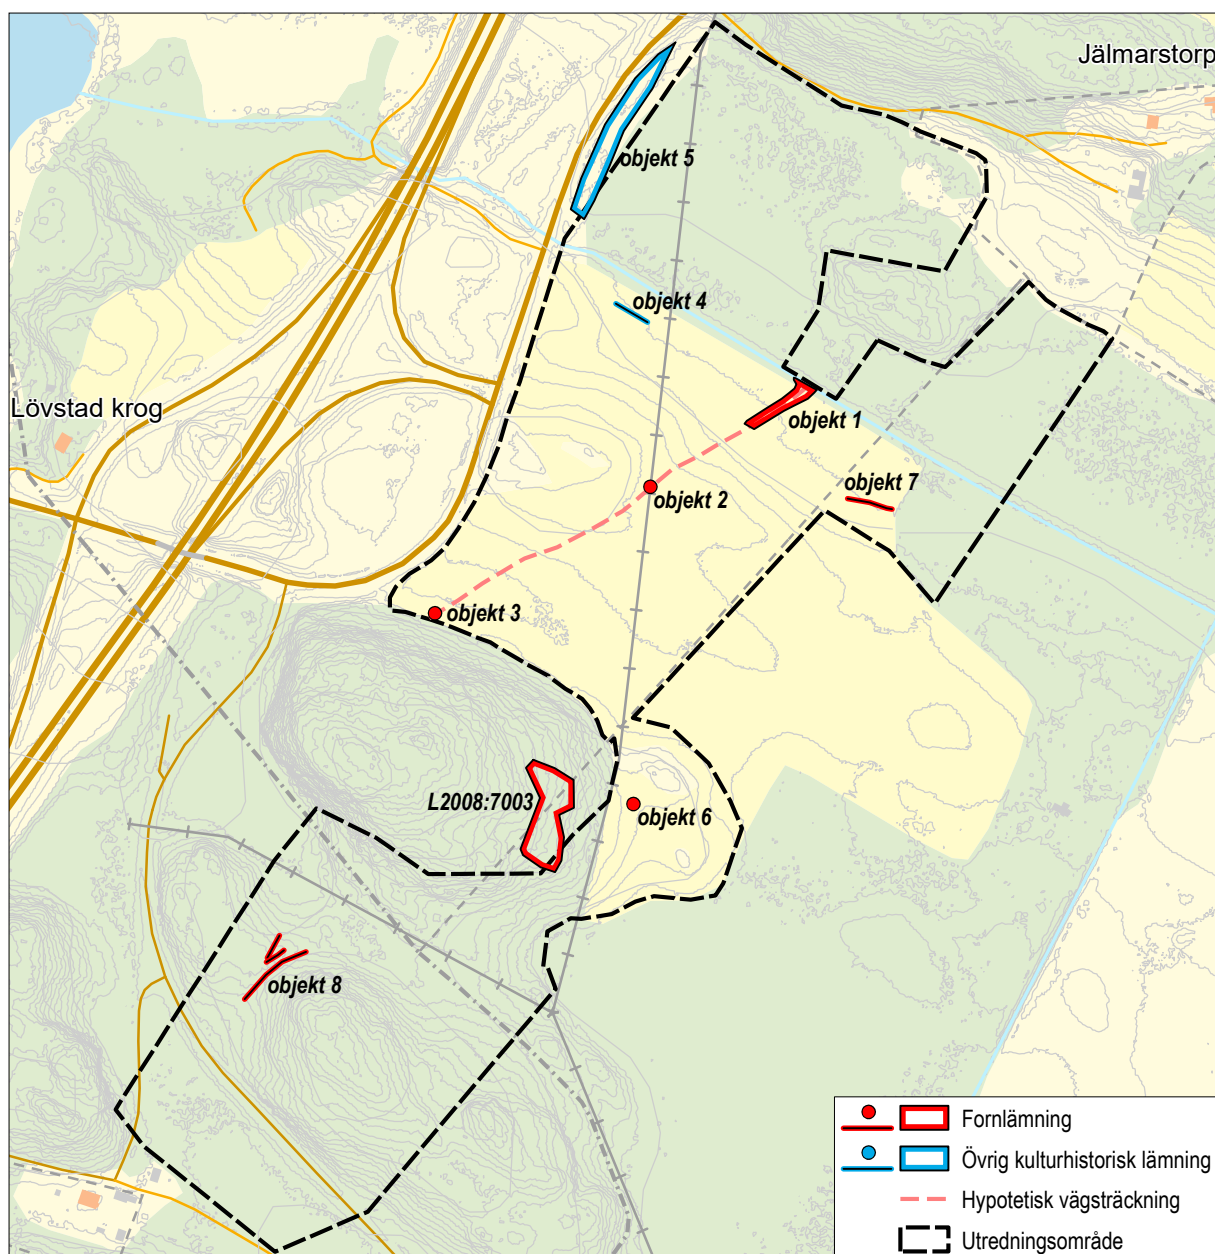 Jälmarstorp
objekt 5
objekt 4
Lövstad krog
objekt 1
objekt 7
objekt 2
objekt 3
L2008:7003
objekt 6
objekt 8
Fornlämning
Övrig kulturhistorisk lämning
Hypotetisk vägsträckning
Utredningsområde